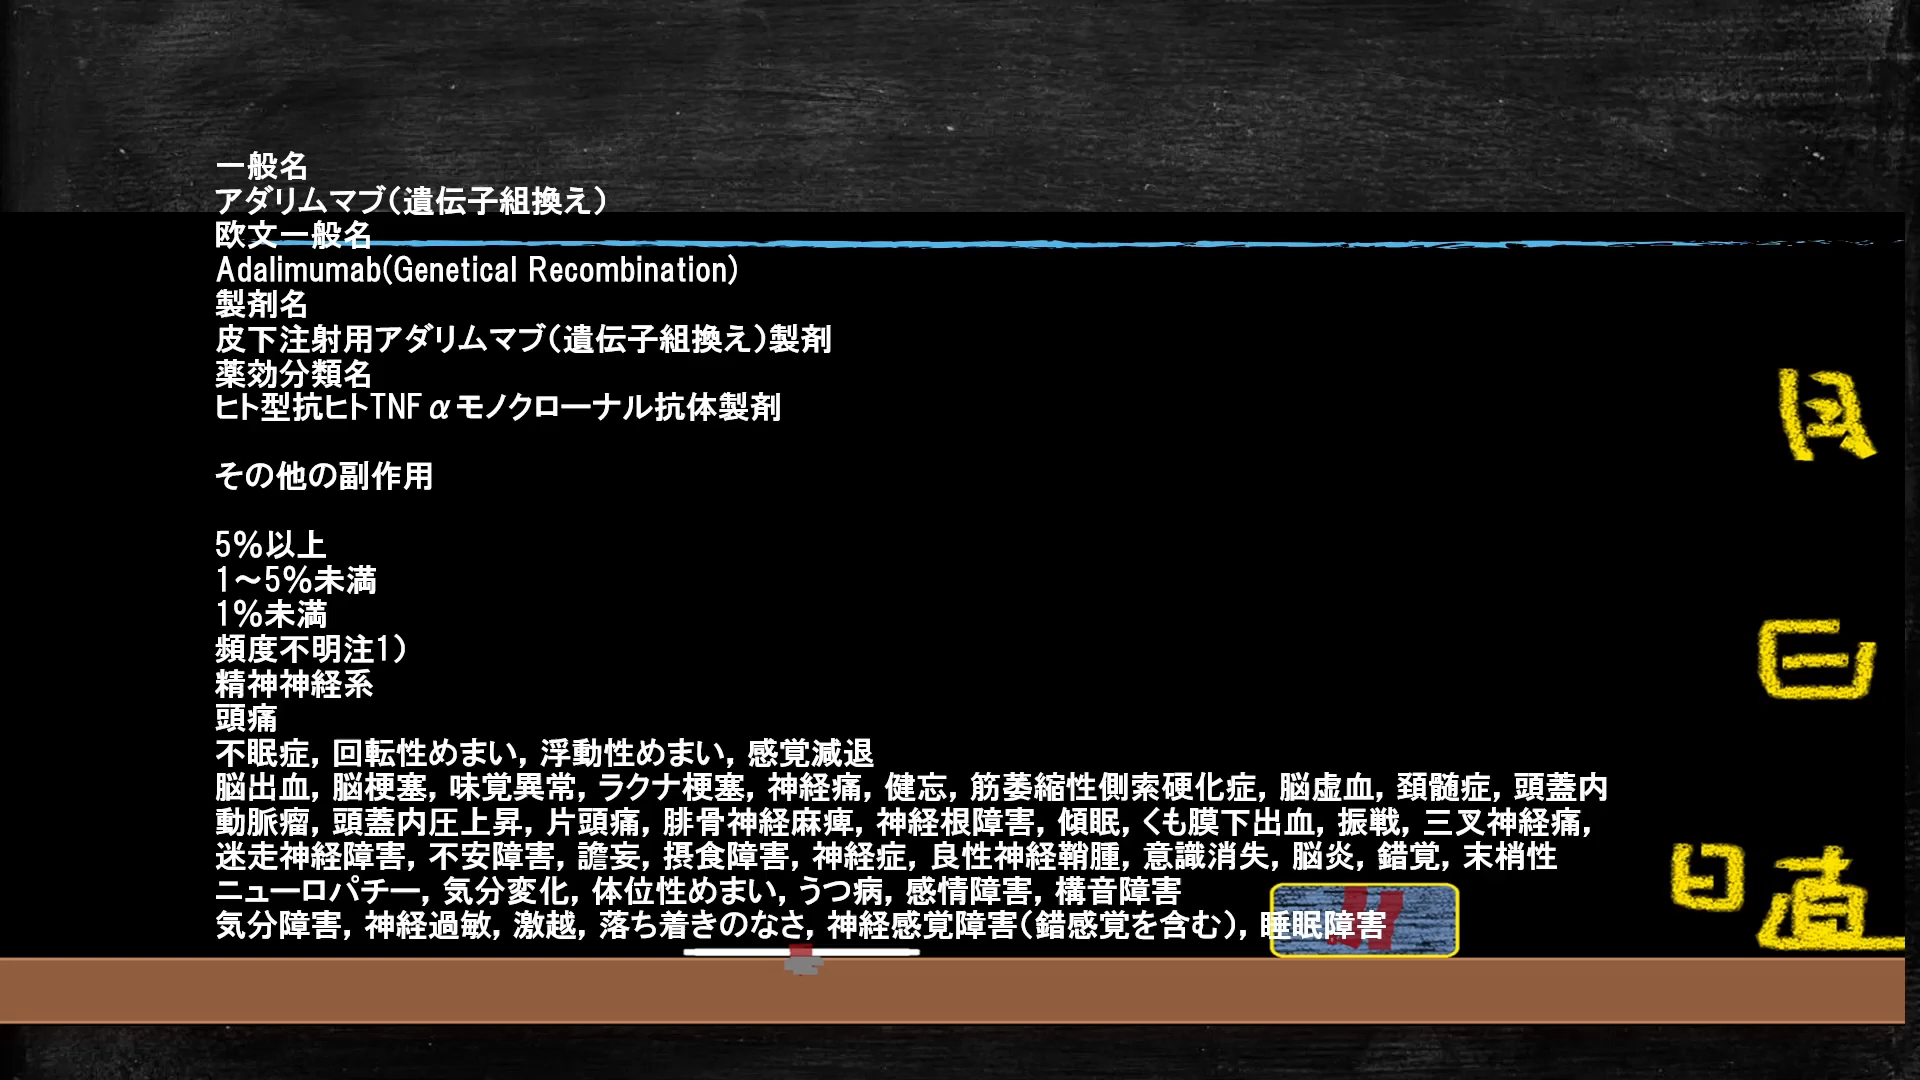 一般名
アダリムマブ（遺伝子組換え）
欧文一般名
Adalimumab(Genetical Recombination)
製剤名
皮下注射用アダリムマブ（遺伝子組換え）製剤
薬効分類名
ヒト型抗ヒトTNFαモノクローナル抗体製剤
その他の副作用
5％以上
1～5％未満
1％未満
頻度不明注1）
精神神経系
頭痛
不眠症, 回転性めまい, 浮動性めまい, 感覚減退
脳出血, 脳梗塞, 味覚異常, ラクナ梗塞, 神経痛, 健忘, 筋萎縮性側索硬化症, 脳虚血, 頚髄症, 頭蓋内
動脈瘤, 頭蓋内圧上昇, 片頭痛, 腓骨神経麻痺, 神経根障害, 傾眠, くも膜下出血, 振戦, 三叉神経痛,
迷走神経障害, 不安障害, 譫妄, 摂食障害, 神経症, 良性神経鞘腫, 意識消失, 脳炎, 錯覚, 末梢性
ニューロパチー, 気分変化, 体位性めまい, うつ病, 感情障害, 構音障害
気分障害, 神経過敏, 激越, 落ち着きのなさ, 神経感覚障害（錯感覚を含む）, 睡眠障害